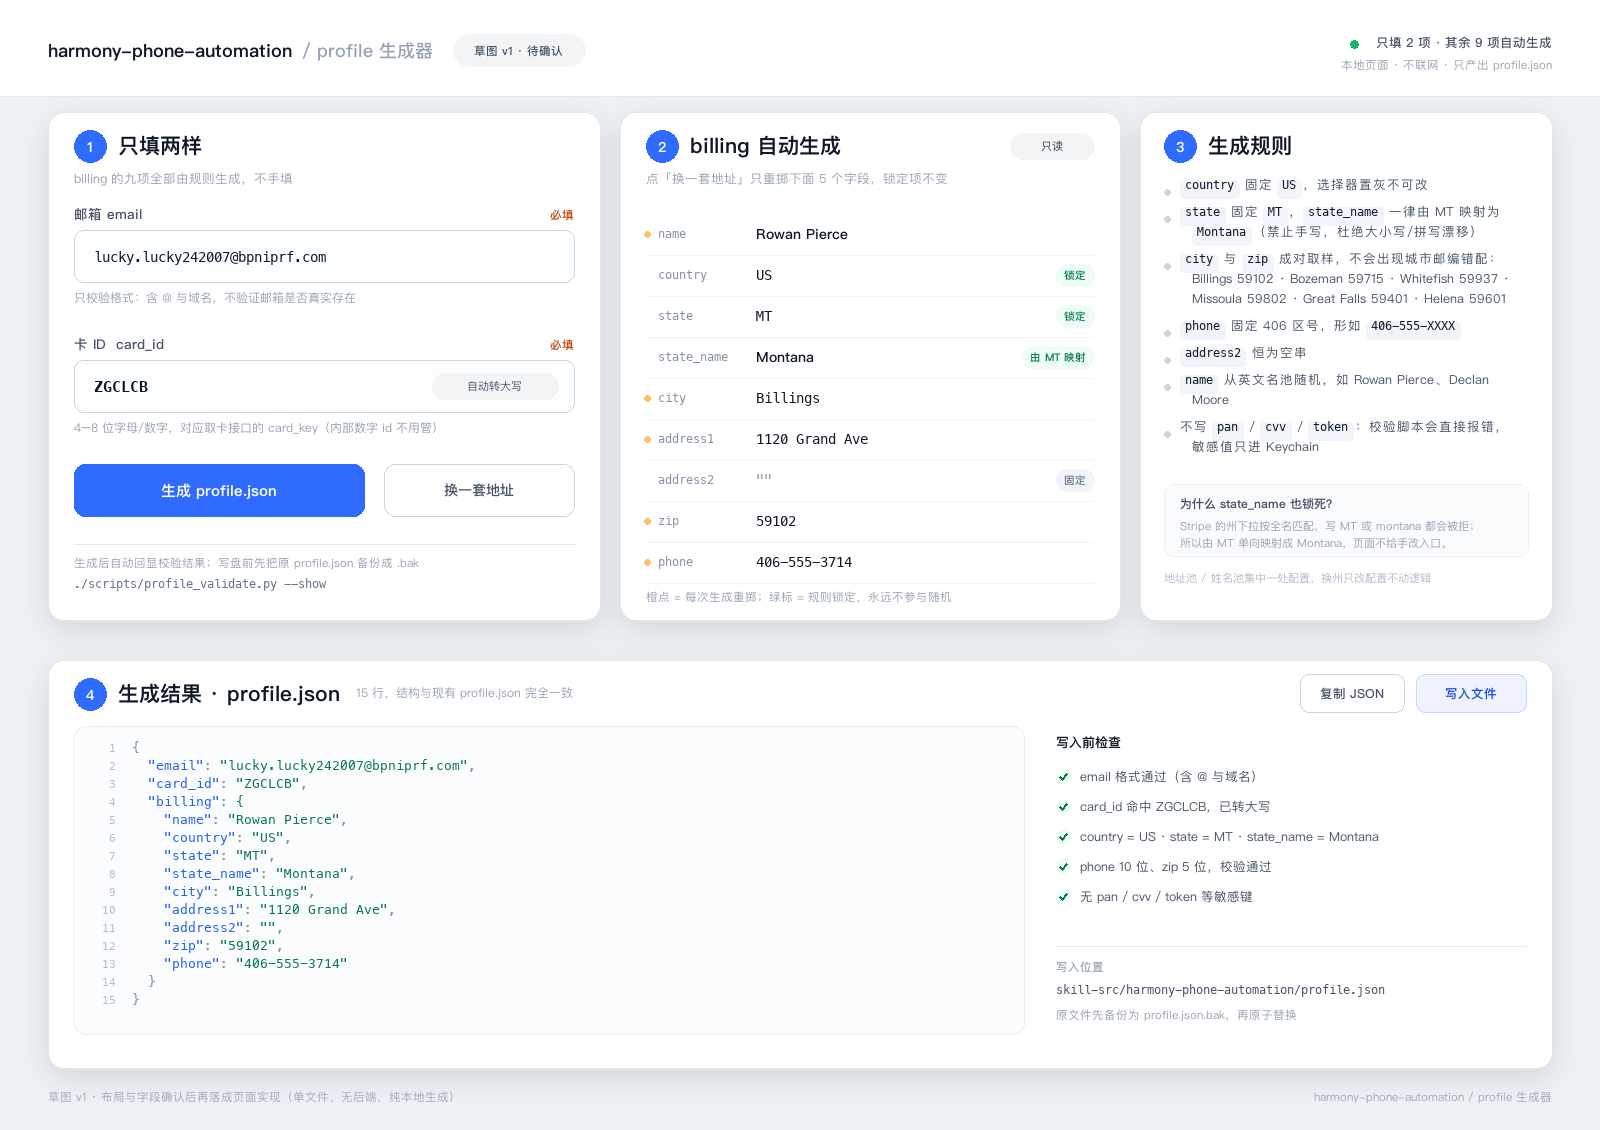 harmony-phone-automation / profile 生成器
草图 v1 · 待确认
只填 2 项 · 其余 9 项自动生成
本地页面 · 不联网 · 只产出 profile.json
1 只填两样
billing 的九项全部由规则生成，不手填
邮箱 email 必填
lucky.lucky242007@bpniprf.com
只校验格式：含 @ 与域名，不验证邮箱是否真实存在
卡 ID card_id 必填
ZGCLCB 自动转大写
4–8 位字母/数字，对应取卡接口的 card_key（内部数字 id 不用管）
生成 profile.json 换一套地址
生成后自动回显校验结果；写盘前先把原 profile.json 备份成 .bak
./scripts/profile_validate.py --show
2 billing 自动生成 只读
点「换一套地址」只重掷下面 5 个字段，锁定项不变
name Rowan Pierce
country US 锁定
state MT 锁定
state_name Montana 由 MT 映射
city Billings
address1 1120 Grand Ave
address2 "" 固定
zip 59102
phone 406-555-3714
橙点 = 每次生成重掷；绿标 = 规则锁定，永远不参与随机
3 生成规则
country 固定 US ，选择器置灰不可改
state 固定 MT ，state_name 一律由 MT 映射为
Montana （禁止手写，杜绝大小写/拼写漂移）
city 与 zip 成对取样，不会出现城市邮编错配：
Billings 59102 · Bozeman 59715 · Whitefish 59937 ·
Missoula 59802 · Great Falls 59401 · Helena 59601
phone 固定 406 区号，形如 406-555-XXXX
address2 恒为空串
name 从英文名池随机，如 Rowan Pierce、Declan
Moore
不写 pan / cvv / token ：校验脚本会直接报错，
敏感值只进 Keychain
为什么 state_name 也锁死？
Stripe 的州下拉按全名匹配，写 MT 或 montana 都会被拒；
所以由 MT 单向映射成 Montana，页面不给手改入口。
地址池 / 姓名池集中一处配置，换州只改配置不动逻辑
4 生成结果 · profile.json 15 行，结构与现有 profile.json 完全一致
复制 JSON 写入文件
1 {
2 "email": "lucky.lucky242007@bpniprf.com",
3 "card_id": "ZGCLCB",
4 "billing": {
5 "name": "Rowan Pierce",
6 "country": "US",
7 "state": "MT",
8 "state_name": "Montana",
9 "city": "Billings",
10 "address1": "1120 Grand Ave",
11 "address2": "",
12 "zip": "59102",
13 "phone": "406-555-3714"
14 }
15 }
写入前检查
email 格式通过（含 @ 与域名）
card_id 命中 ZGCLCB，已转大写
country = US · state = MT · state_name = Montana
phone 10 位、zip 5 位，校验通过
无 pan / cvv / token 等敏感键
写入位置
skill-src/harmony-phone-automation/profile.json
原文件先备份为 profile.json.bak，再原子替换
草图 v1 · 布局与字段确认后再落成页面实现（单文件、无后端，纯本地生成）
harmony-phone-automation / profile 生成器